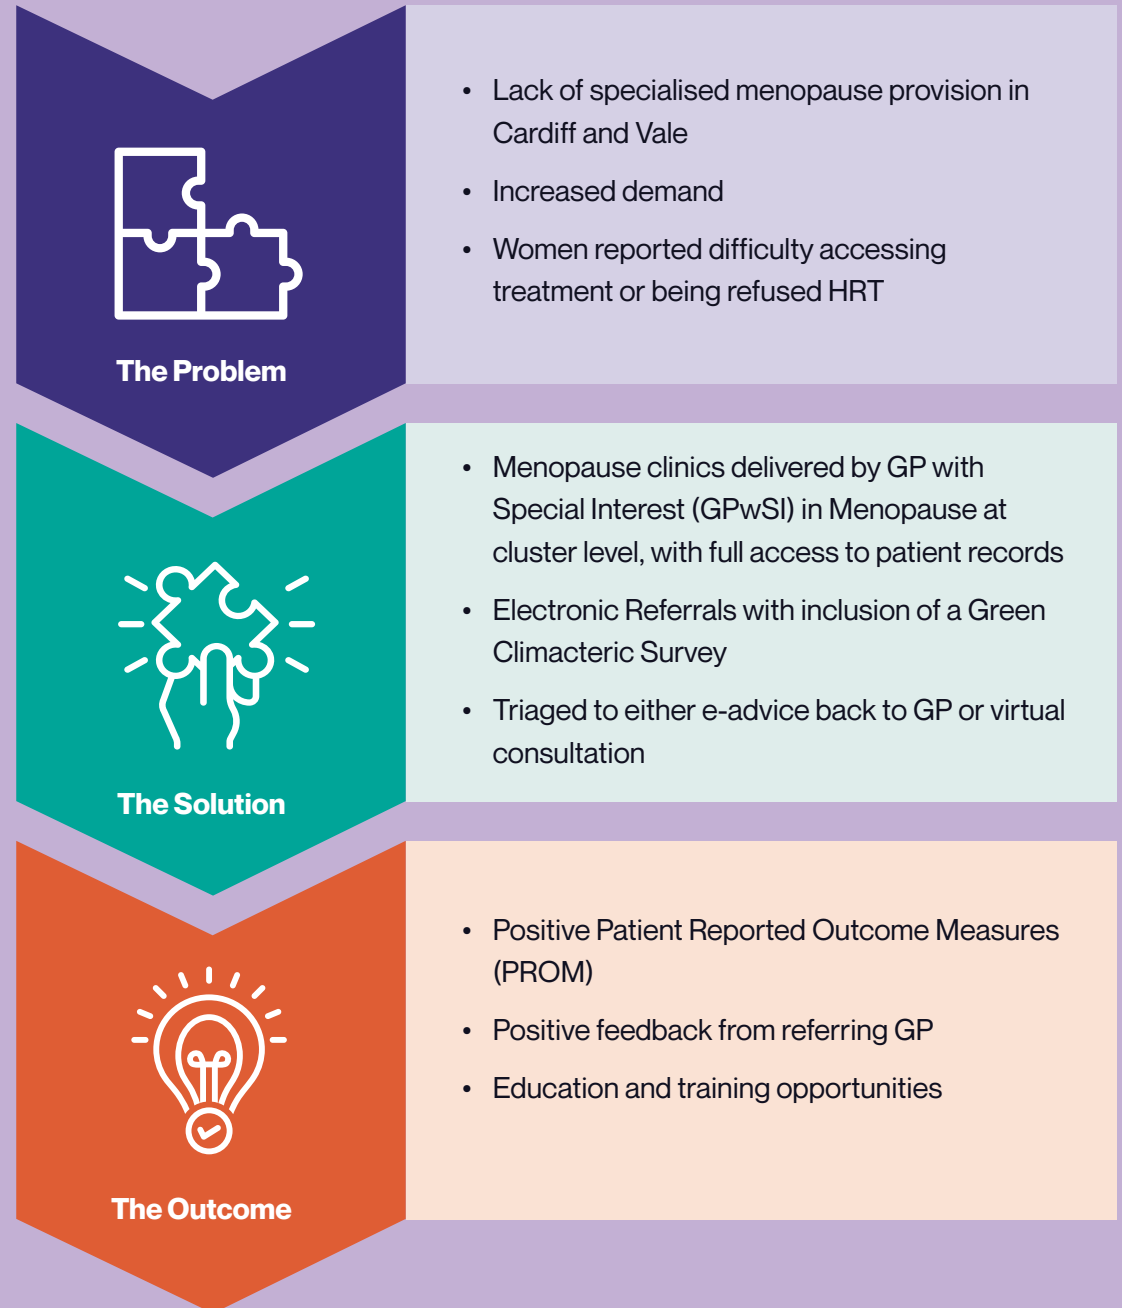 • Lack of specialised menopause provision in
Cardiff and Vale
• Increased demand
• Women reported difficulty accessing
treatment or being refused HRT
The Problem
• Menopause clinics delivered by GP with
Special Interest (GPwSI) in Menopause at
cluster level, with full access to patient records
• Electronic Referrals with inclusion of a Green
Climacteric Survey
• Triaged to either e-advice back to GP or virtual
consultation
The Solution
• Positive Patient Reported Outcome Measures
(PROM)
• Positive feedback from referring GP
• Education and training opportunities
The Outcome